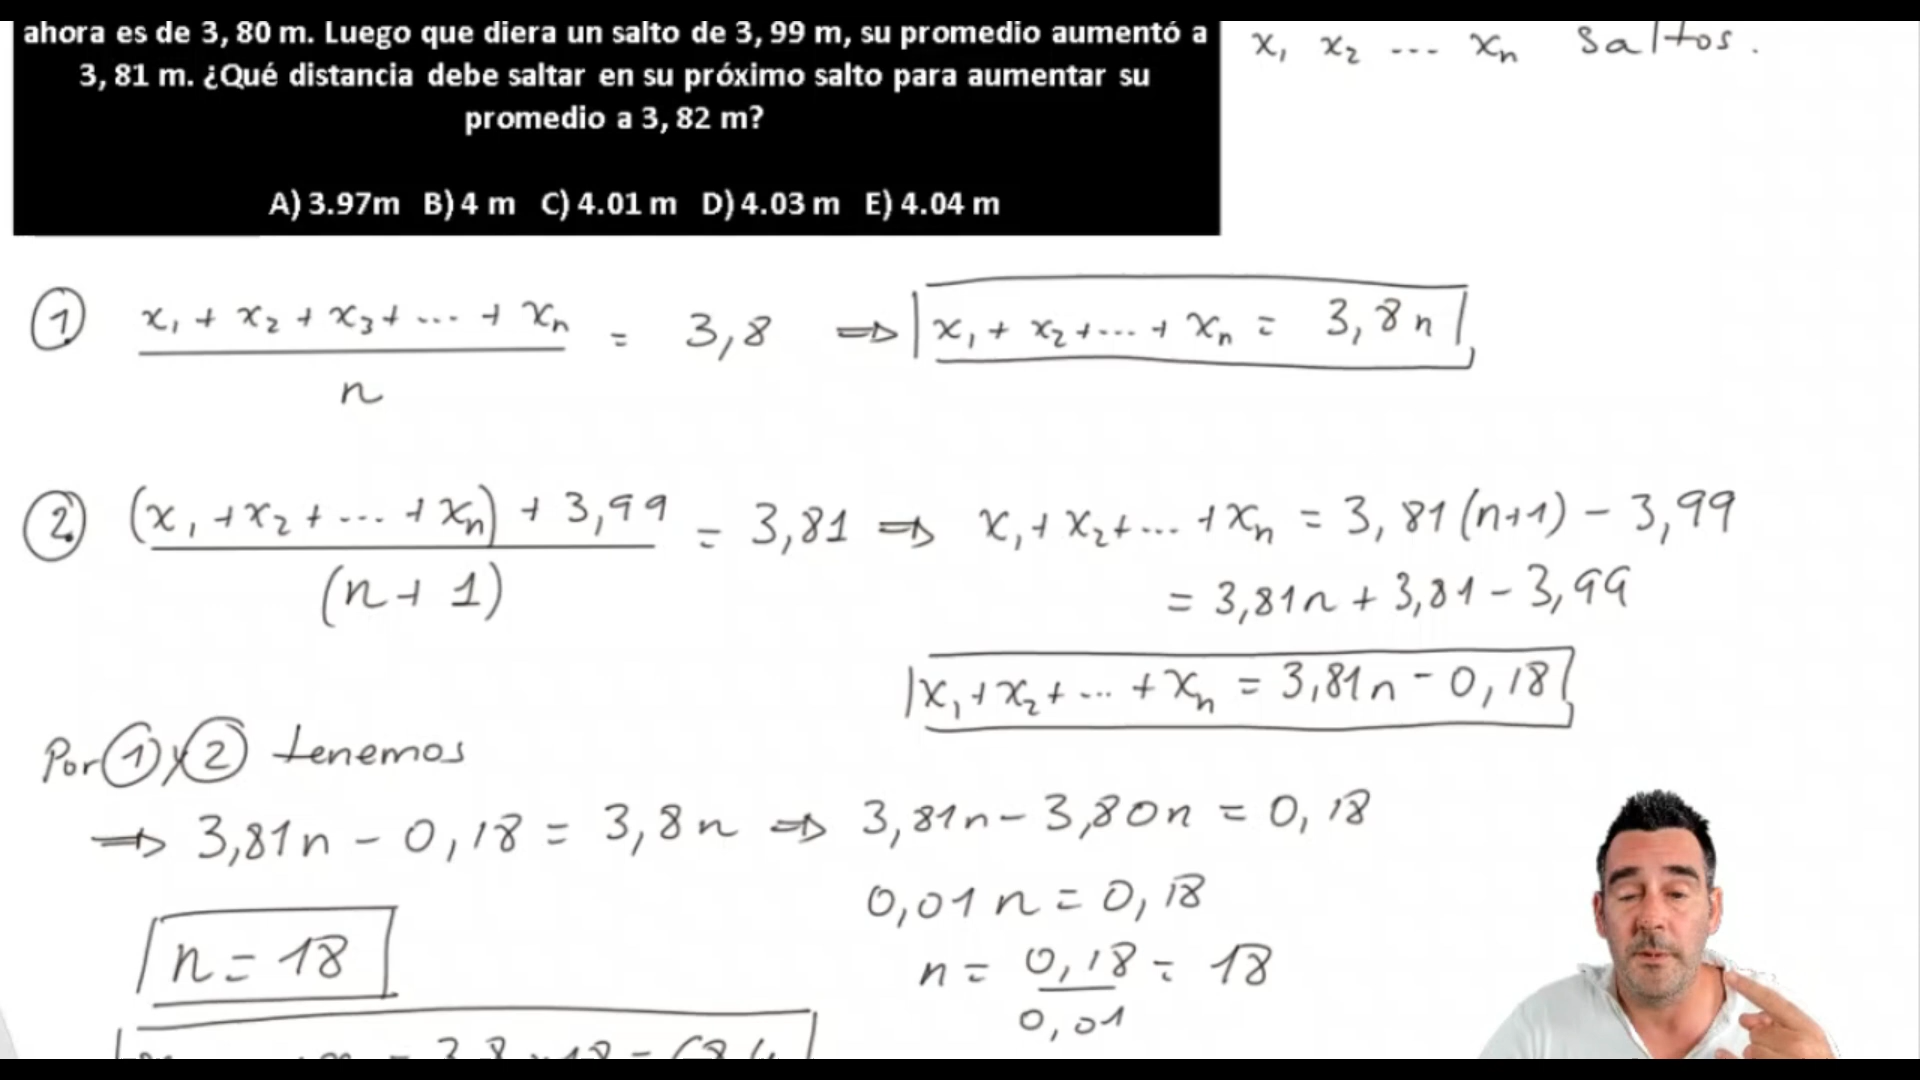 ahora es de 3, 80 m. Luego que diera un salto de 3, 99 m, su promedio aumentó a
3, 81 m. ¿Qué distancia debe saltar en su próximo salto para aumentar su
promedio a 3, 82 m?
A) 3.97m B) 4 m C) 4.01 m D) 4.03 m E) 4.04 m
x₁ x₂ ... xₙ saltos.
① (x₁ + x₂ + x₃ + ... + xₙ) / n = 3,8 ⇒ x₁ + x₂ + ... + xₙ = 3,8n
② ((x₁ + x₂ + ... + xₙ) + 3,99) / (n + 1) = 3,81 ⇒ x₁ + x₂ + ... + xₙ = 3,81(n+1) - 3,99
= 3,81n + 3,81 - 3,99
x₁ + x₂ + ... + xₙ = 3,81n - 0,18
Por ① y ② tenemos
⇒ 3,81n - 0,18 = 3,8n ⇒ 3,81n - 3,80n = 0,18
0,01n = 0,18
n = 0,18 / 0,01 = 18
n = 18